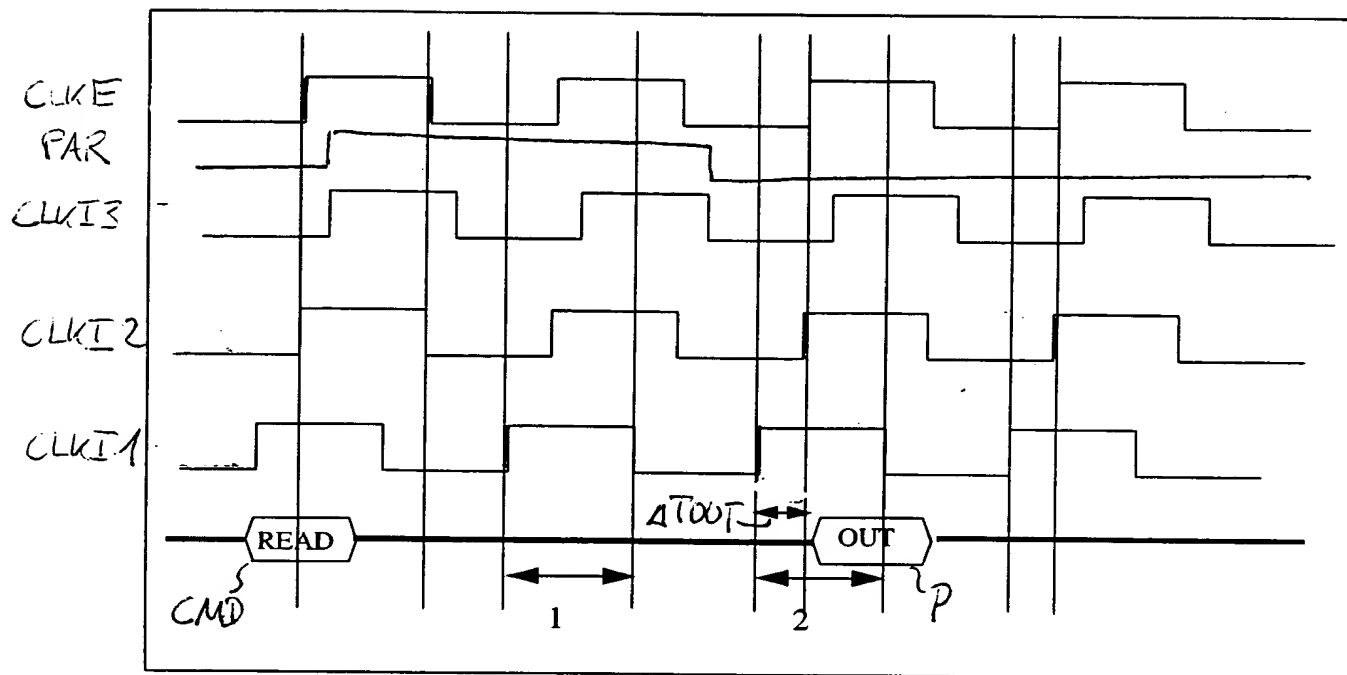 CLKE
PAR
CLKI3
CLKI2
CLKI1
ΔTOUT
READ
OUT
CMD
1
2
P